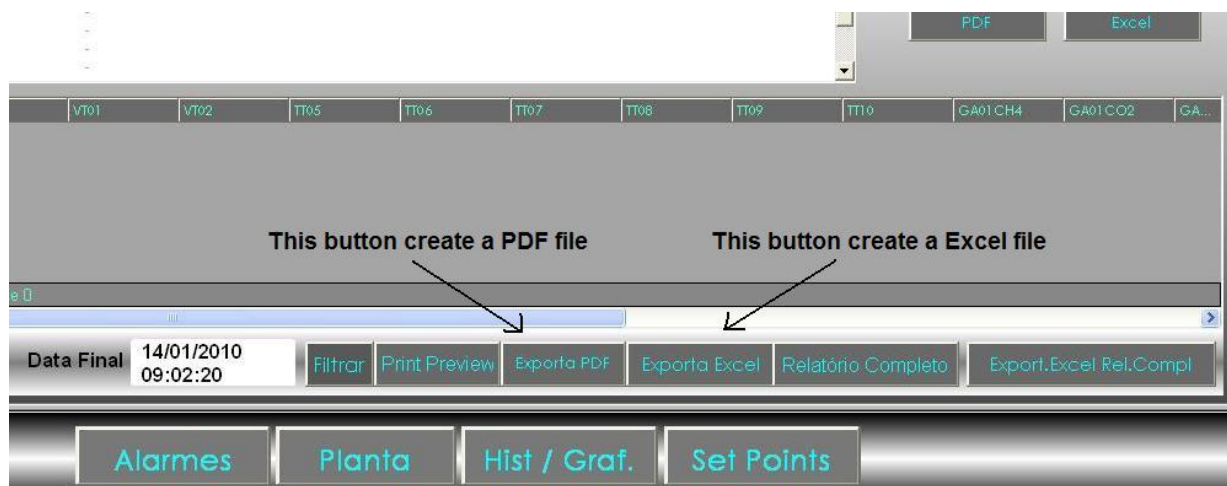 PDF Excel
VT01 VT02 TT05 TT06 TT07 TT08 TT09 TT10 GA01CH4 GA01CO2 GA...
This button create a PDF file This button create a Excel file
e 0
Data Final 14/01/2010
09:02:20
Filtrar Print Preview Exporta PDF Exporta Excel Relatório Completo Export.Excel Rel.Compl
Alarmes Planta Hist / Graf. Set Points